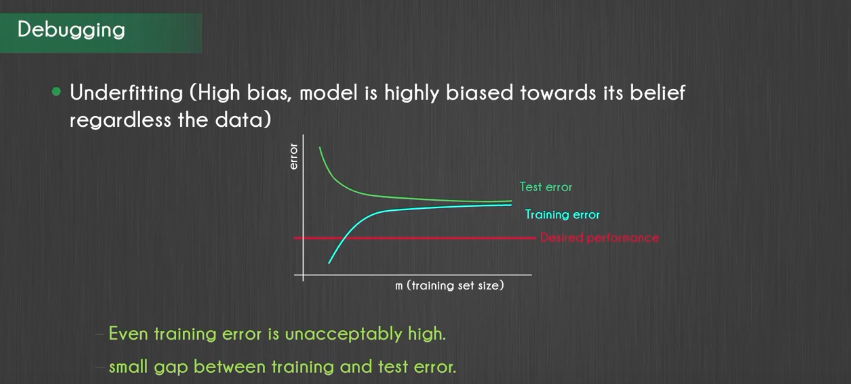 Debugging
Underfitting (High bias, model is highly biased towards its belief
regardless the data)
error
Test error
Training error
Desired performance
m (training set size)
Even training error is unacceptably high.
small gap between training and test error.